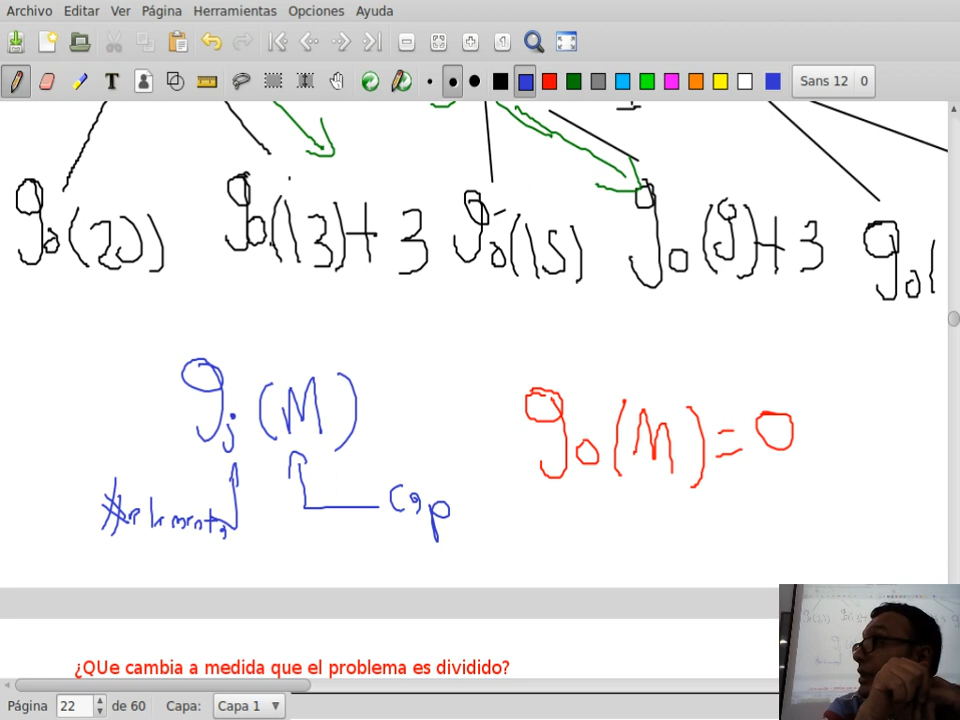 Archivo Editar Ver Página Herramientas Opciones Ayuda
Sans 12 0
g₀(20) g₀(13)+3 g₀(15) g₀(9)+3 g₀(
gj(M)
g₀(M)=0
#elementos
Cap
¿QUe cambia a medida que el problema es dividido?
Página 22 de 60 Capa: Capa 1